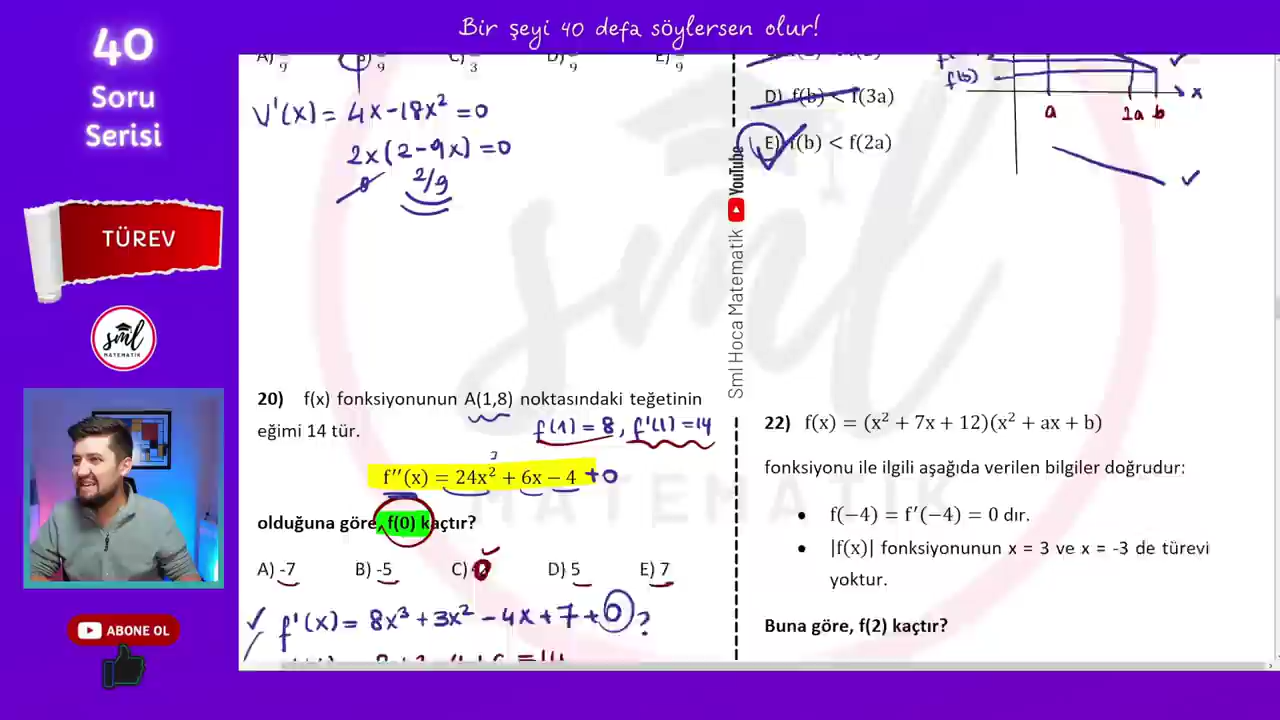 Bir şeyi 40 defa söylersen olur!
40
Soru
Serisi
TÜREV
sml
MATEMATİK
ABONE OL
V'(x) = 4x-18x² = 0
2x(2-9x) = 0
0 2/9
20) f(x) fonksiyonunun A(1,8) noktasındaki teğetinin
eğimi 14 tür.
f(1) = 8, f'(1) = 14
f''(x) = 24x² + 6x − 4 +0
olduğuna göre, f(0) kaçtır?
A) -7 B) -5 C) D) 5 E) 7
f'(x) = 8x³ + 3x² - 4x + 7 + 0 ?
Sml Hoca Matematik YouTube
D) f(b) < f(3a)
E) f(b) < f(2a)
f(b)
x
a 2a b
22) f(x) = (x² + 7x + 12)(x² + ax + b)
fonksiyonu ile ilgili aşağıda verilen bilgiler doğrudur:
• f(−4) = f′(−4) = 0 dır.
• |f(x)| fonksiyonunun x = 3 ve x = -3 de türevi
yoktur.
Buna göre, f(2) kaçtır?
sml
MATEMATİK